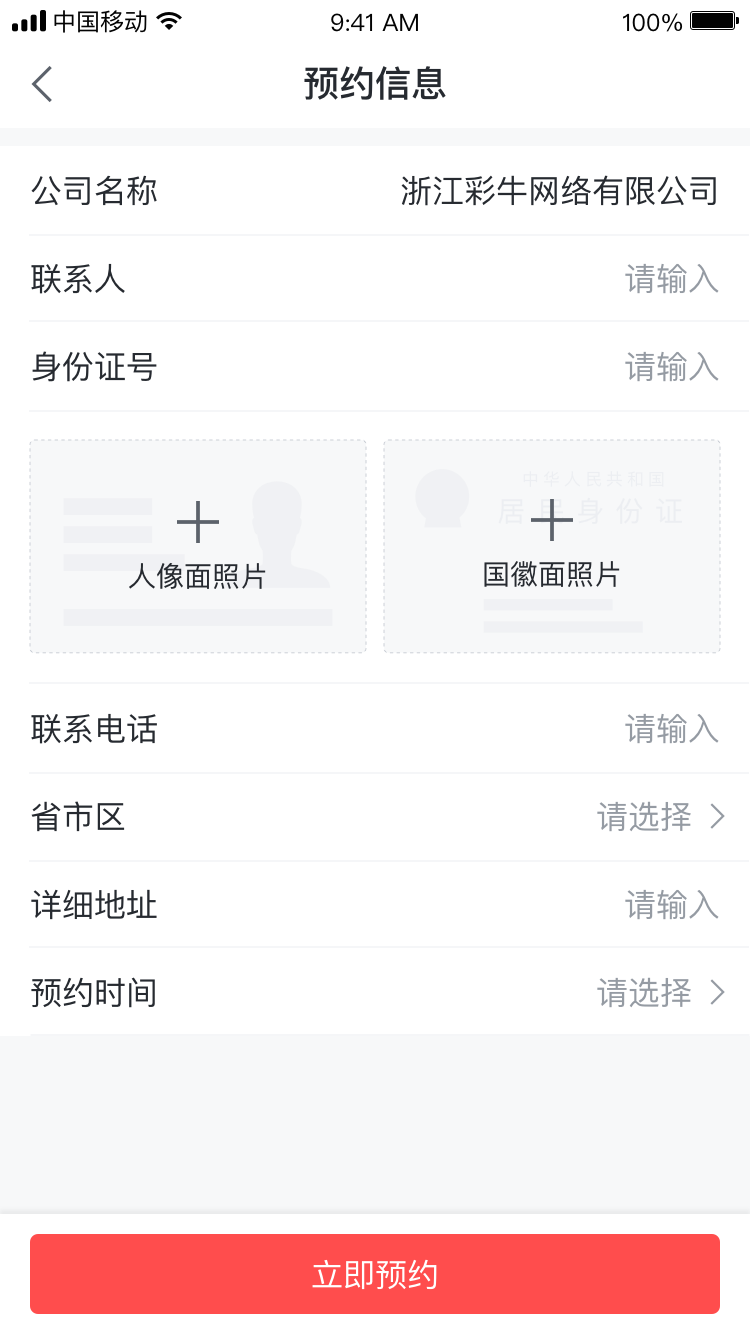 中国移动 9:41 AM 100%
预约信息
公司名称 浙江彩牛网络有限公司
联系人 请输入
身份证号 请输入
中华人民共和国
居民身份证
人像面照片 国徽面照片
联系电话 请输入
省市区 请选择
详细地址 请输入
预约时间 请选择
立即预约